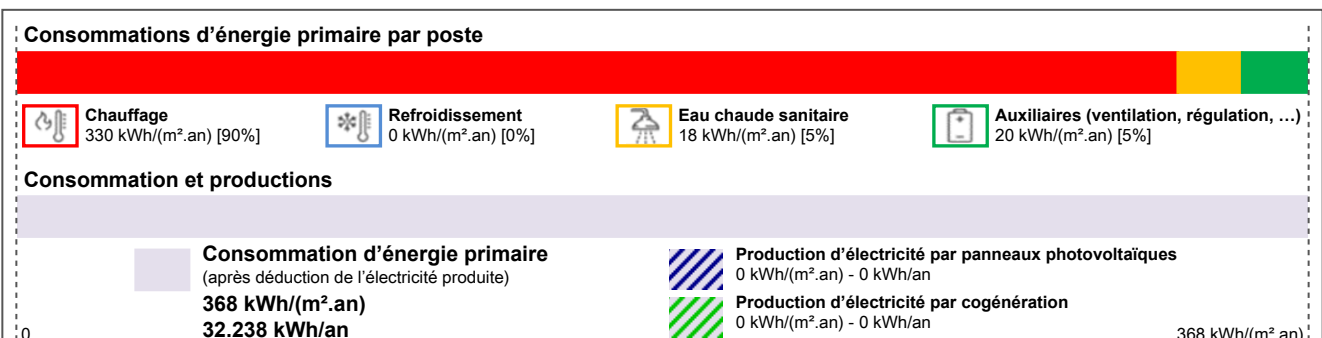 Consommations d'énergie primaire par poste
Chauffage
330 kWh/(m².an) [90%]
Refroidissement
0 kWh/(m².an) [0%]
Eau chaude sanitaire
18 kWh/(m².an) [5%]
Auxiliaires (ventilation, régulation, …)
20 kWh/(m².an) [5%]
Consommation et productions
Consommation d'énergie primaire
(après déduction de l'électricité produite)
368 kWh/(m².an)
32.238 kWh/an
Production d'électricité par panneaux photovoltaïques
0 kWh/(m².an) - 0 kWh/an
Production d'électricité par cogénération
0 kWh/(m².an) - 0 kWh/an
0
368 kWh/(m².an)